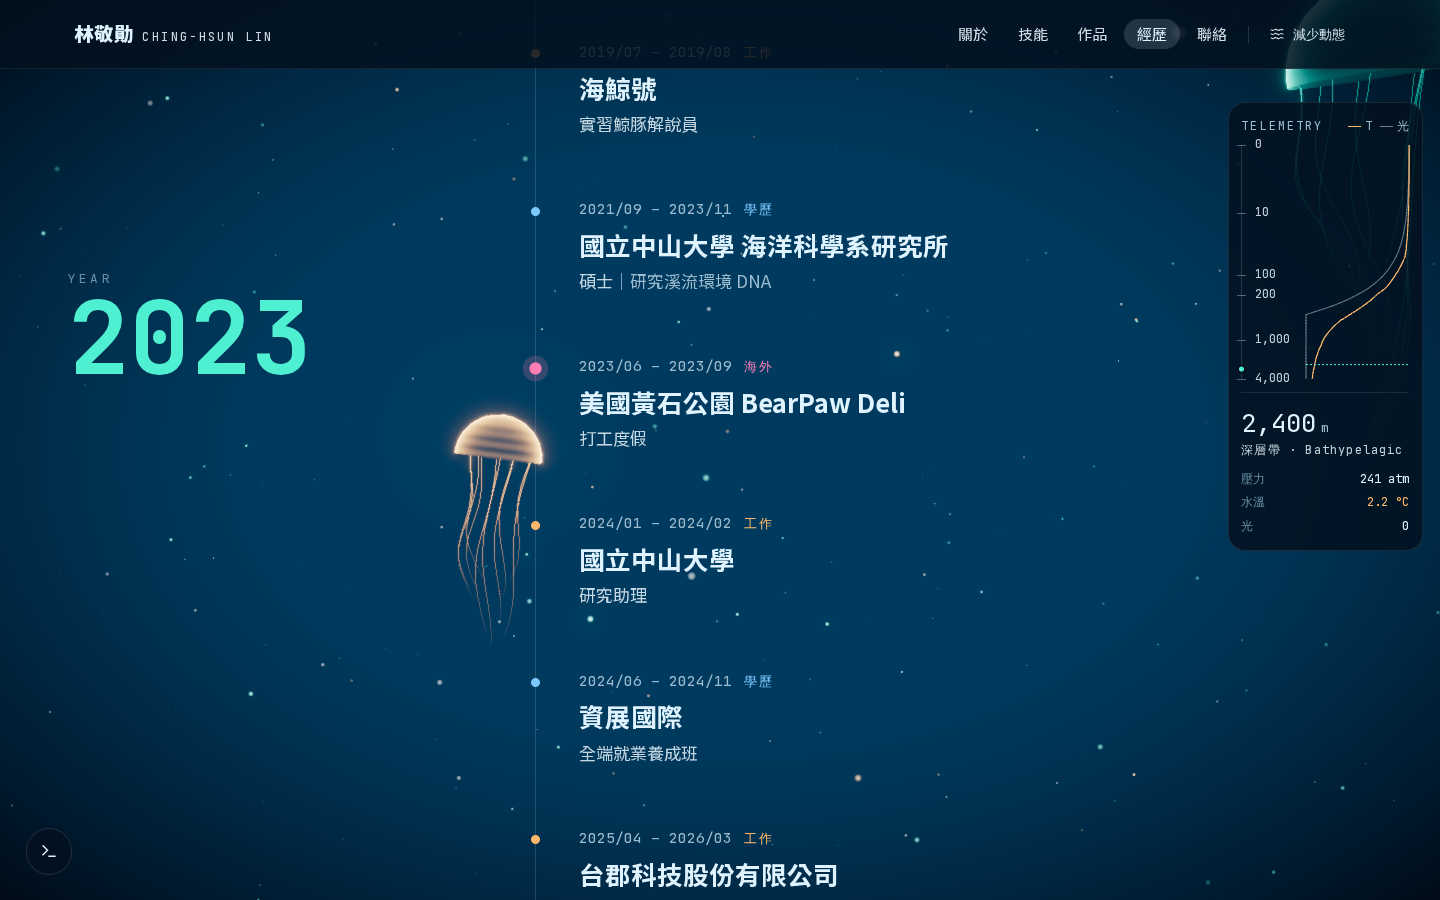 林敬勛 CHING-HSUN LIN
關於 技能 作品 經歷 聯絡 減少動態
2019/07 – 2019/08 工作
海鯨號
實習鯨豚解說員
2021/09 – 2023/11 學歷
國立中山大學 海洋科學系研究所
碩士｜研究溪流環境 DNA
YEAR
2023
2023/06 – 2023/09 海外
美國黃石公園 BearPaw Deli
打工度假
2024/01 – 2024/02 工作
國立中山大學
研究助理
2024/06 – 2024/11 學歷
資展國際
全端就業養成班
2025/04 – 2026/03 工作
台郡科技股份有限公司
TELEMETRY — T — 光
0
10
100
200
1,000
4,000
2,400 m
深層帶 · Bathypelagic
壓力 241 atm
水溫 2.2 °C
光 0